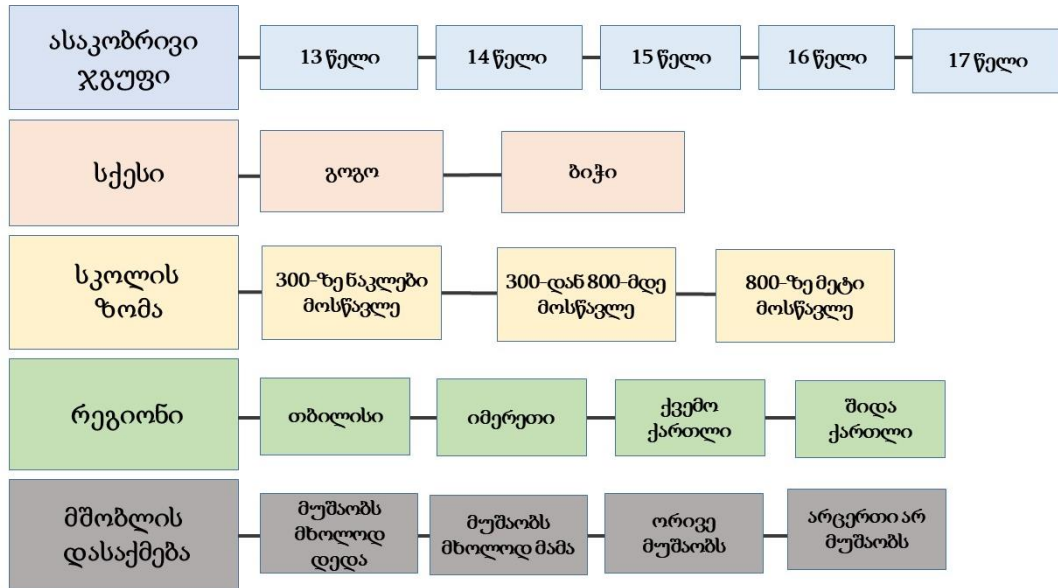 ასაკობრივი
ჯგუფი
13 წელი
14 წელი
15 წელი
16 წელი
17 წელი
სქესი
გოგო
ბიჭი
სკოლის
ზომა
300-ზე ნაკლები
მოსწავლე
300-დან 800-მდე
მოსწავლე
800-ზე მეტი
მოსწავლე
რეგიონი
თბილისი
იმერეთი
ქვემო
ქართლი
შიდა
ქართლი
მშობლის
დასაქმება
მუშაობს
მხოლოდ
დედა
მუშაობს
მხოლოდ მამა
ორივე
მუშაობს
არცერთი არ
მუშაობს